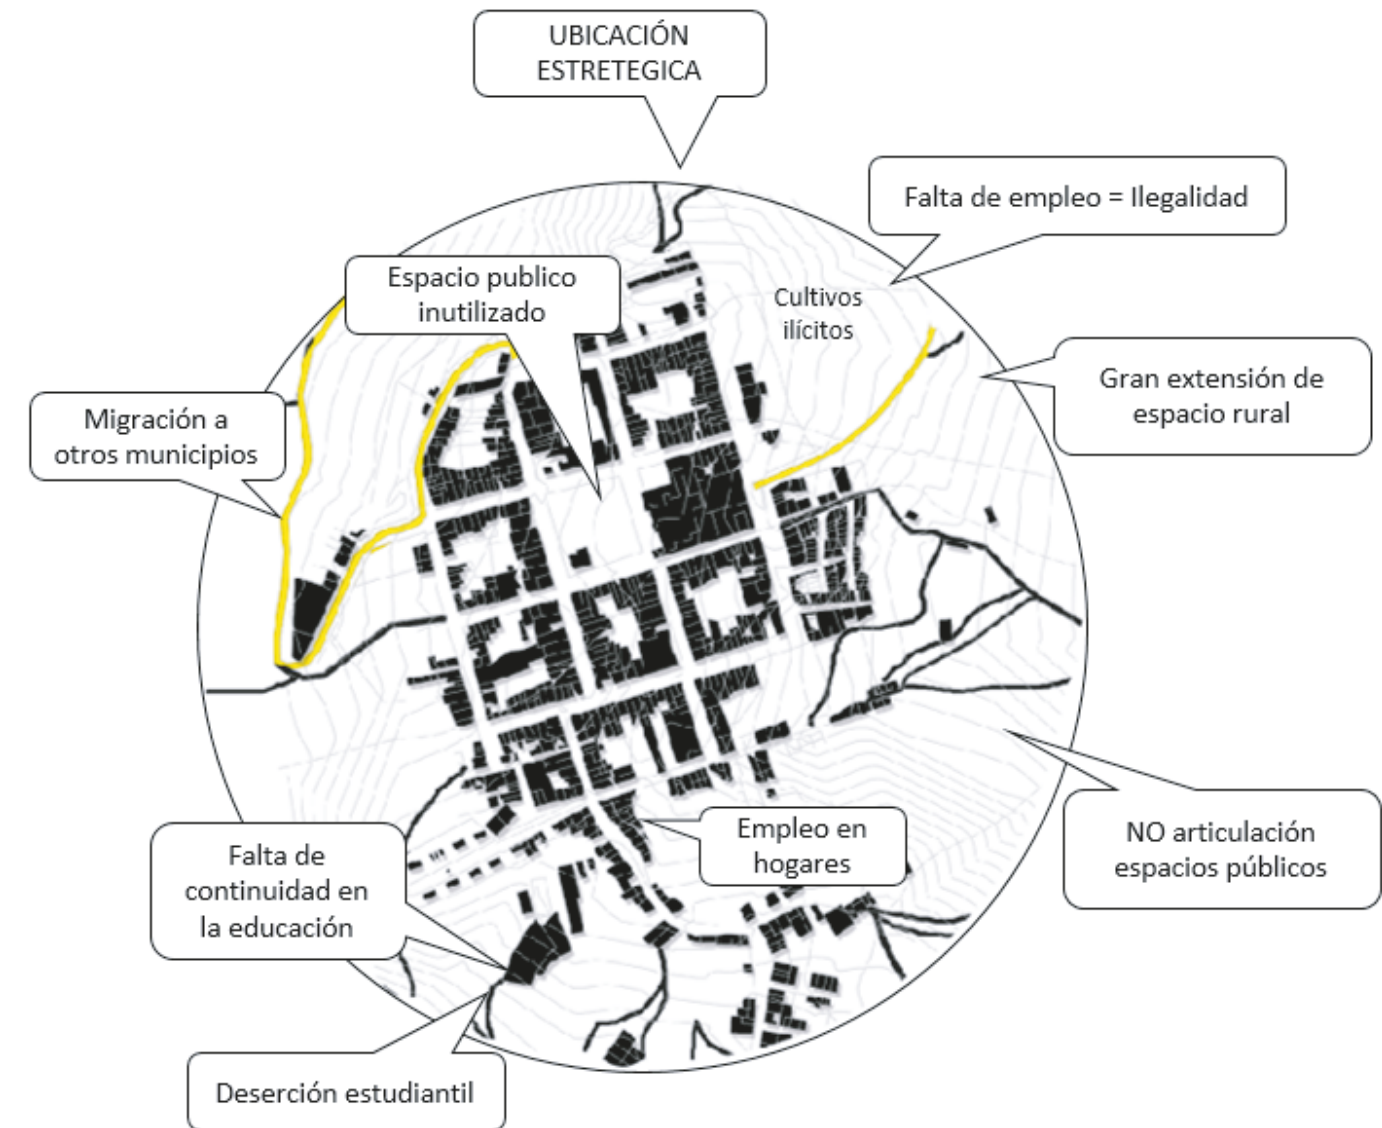 UBICACIÓN
ESTRETEGICA
Falta de empleo = Ilegalidad
Espacio publico
inutilizado
Cultivos
ilícitos
Gran extensión de
espacio rural
Migración a
otros municipios
NO articulación
espacios públicos
Empleo en
hogares
Falta de
continuidad en
la educación
Deserción estudiantil